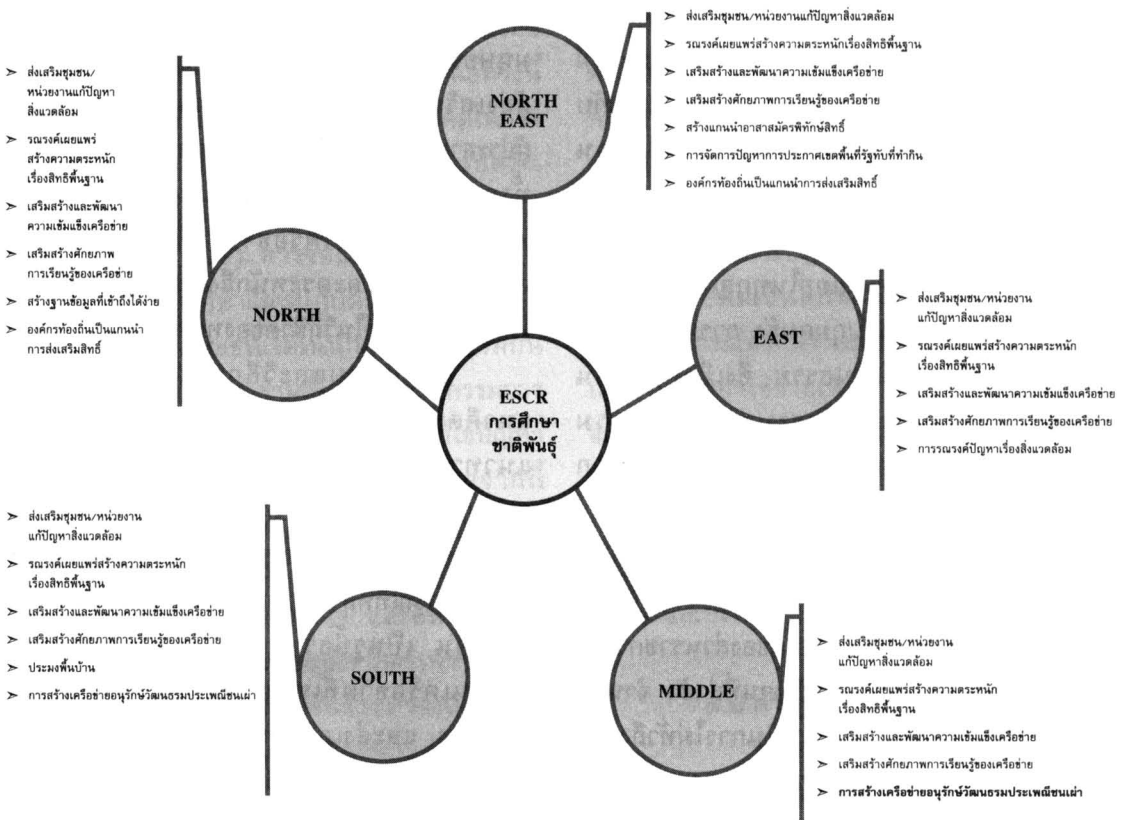 NORTH
EAST
➢ ส่งเสริมชุมชน/หน่วยงานแก้ปัญหาสิ่งแวดล้อม
➢ รณรงค์เผยแพร่สร้างความตระหนักเรื่องสิทธิพื้นฐาน
➢ เสริมสร้างและพัฒนาความเข้มแข็งเครือข่าย
➢ เสริมสร้างศักยภาพการเรียนรู้ของเครือข่าย
➢ สร้างแกนนำอาสาสมัครพิทักษ์สิทธิ์
➢ การจัดการปัญหาการประกาศเขตพื้นที่รัฐทับที่ทำกิน
➢ องค์กรท้องถิ่นเป็นแกนนำการส่งเสริมสิทธิ์
➢ ส่งเสริมชุมชน/
หน่วยงานแก้ปัญหา
สิ่งแวดล้อม
➢ รณรงค์เผยแพร่
สร้างความตระหนัก
เรื่องสิทธิพื้นฐาน
➢ เสริมสร้างและพัฒนา
ความเข้มแข็งเครือข่าย
➢ เสริมสร้างศักยภาพ
การเรียนรู้ของเครือข่าย
➢ สร้างฐานข้อมูลที่เข้าถึงได้ง่าย
➢ องค์กรท้องถิ่นเป็นแกนนำ
การส่งเสริมสิทธิ์
NORTH
EAST
➢ ส่งเสริมชุมชน/หน่วยงาน
แก้ปัญหาสิ่งแวดล้อม
➢ รณรงค์เผยแพร่สร้างความตระหนัก
เรื่องสิทธิพื้นฐาน
➢ เสริมสร้างและพัฒนาความเข้มแข็งเครือข่าย
➢ เสริมสร้างศักยภาพการเรียนรู้ของเครือข่าย
➢ การรณรงค์ปัญหาเรื่องสิ่งแวดล้อม
ESCR
การศึกษา
ชาติพันธุ์
➢ ส่งเสริมชุมชน/หน่วยงาน
แก้ปัญหาสิ่งแวดล้อม
➢ รณรงค์เผยแพร่สร้างความตระหนัก
เรื่องสิทธิพื้นฐาน
➢ เสริมสร้างและพัฒนาความเข้มแข็งเครือข่าย
➢ เสริมสร้างศักยภาพการเรียนรู้ของเครือข่าย
➢ ประมงพื้นบ้าน
➢ การสร้างเครือข่ายอนุรักษ์วัฒนธรมประเพณีชนเผ่า
SOUTH
MIDDLE
➢ ส่งเสริมชุมชน/หน่วยงาน
แก้ปัญหาสิ่งแวดล้อม
➢ รณรงค์เผยแพร่สร้างความตระหนัก
เรื่องสิทธิพื้นฐาน
➢ เสริมสร้างและพัฒนาความเข้มแข็งเครือข่าย
➢ เสริมสร้างศักยภาพการเรียนรู้ของเครือข่าย
➢ การสร้างเครือข่ายอนุรักษ์วัฒนธรมประเพณีชนเผ่า